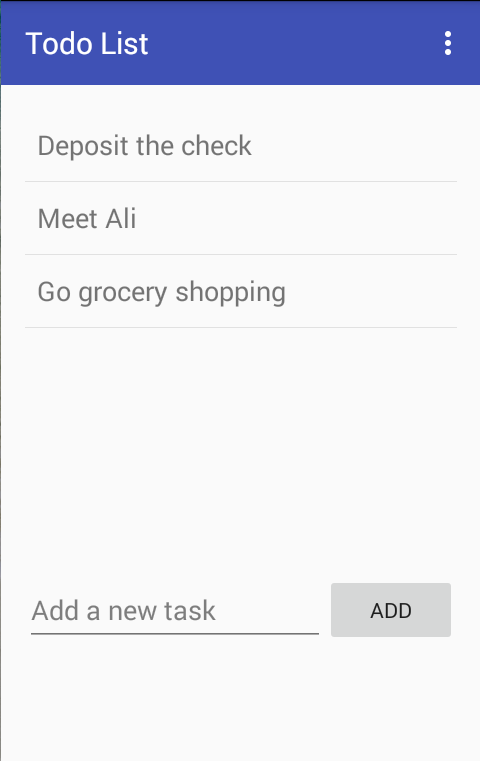 Todo List
Deposit the check
Meet Ali
Go grocery shopping
Add a new task
ADD